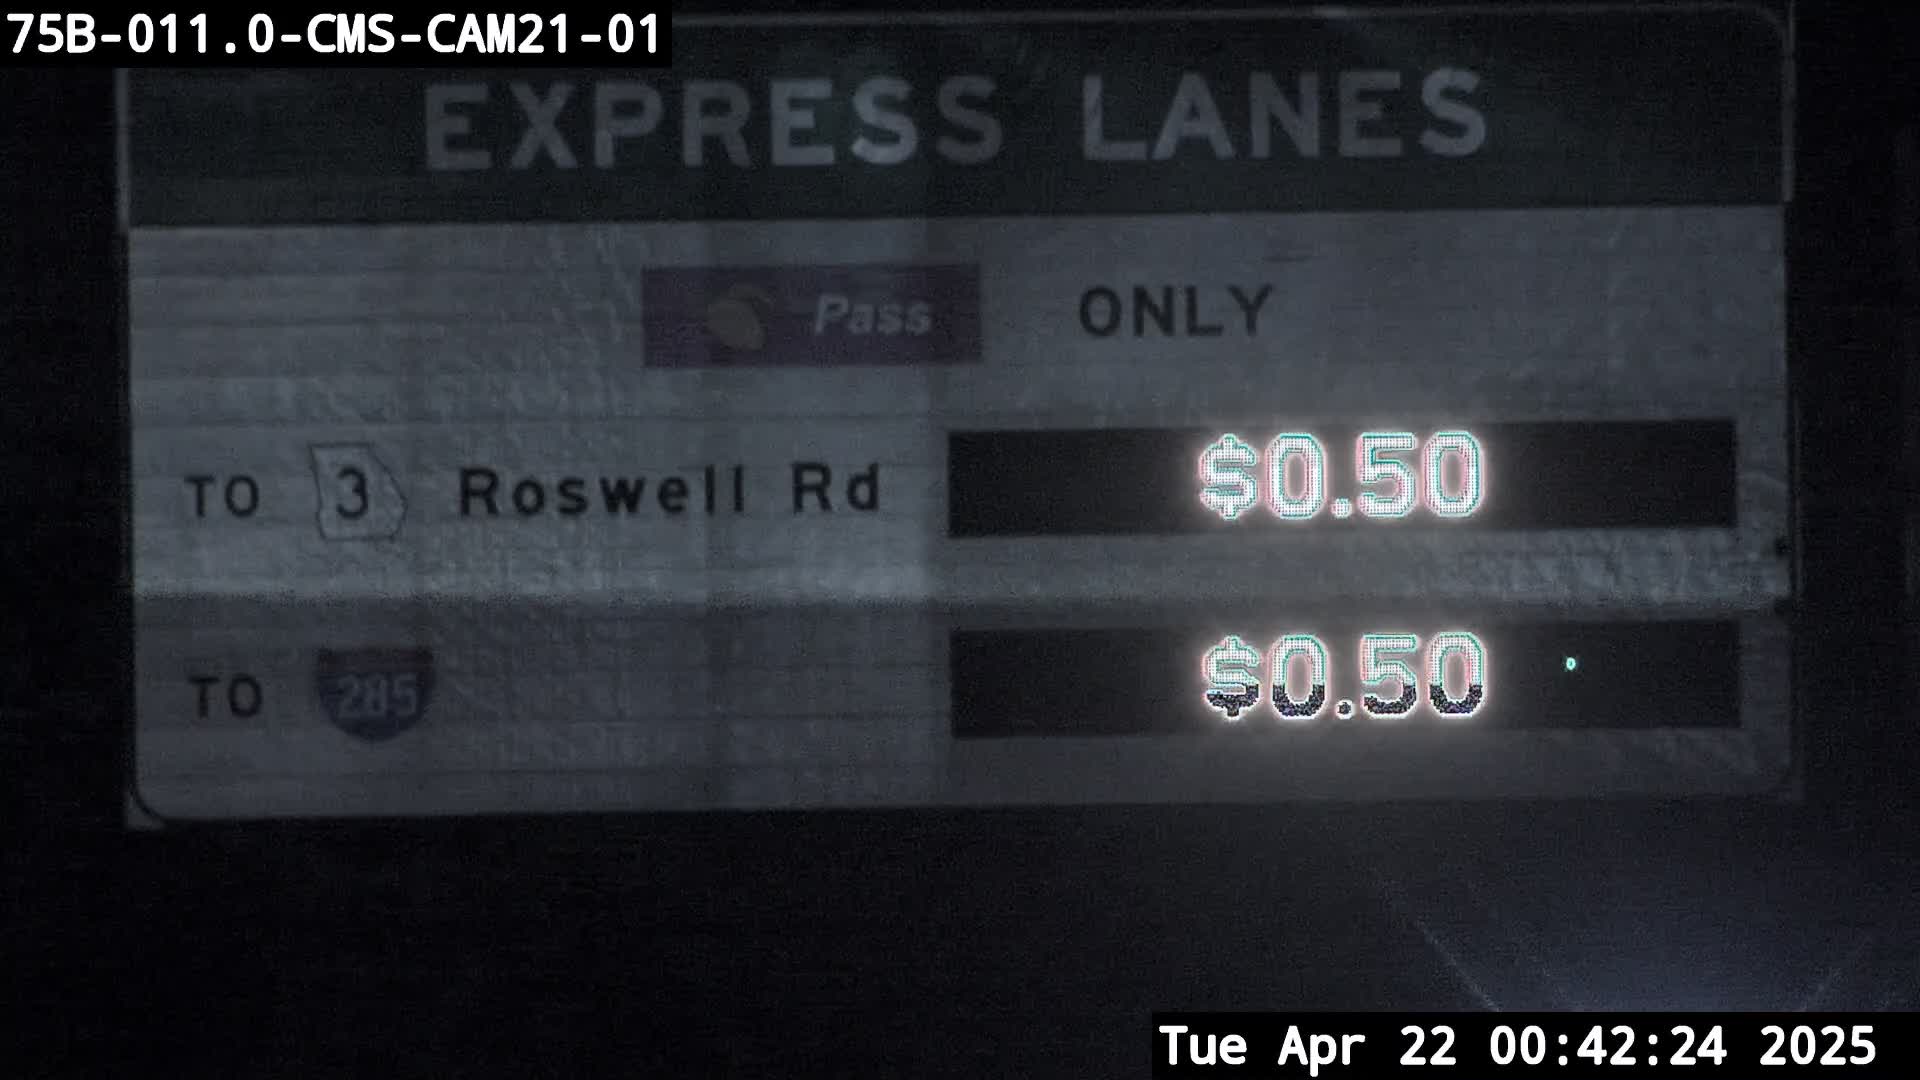 75B-011.0-CMS-CAM21-01
EXPRESS LANES
Pass ONLY
TO 3 Roswell Rd $0.50
TO 285 $0.50
Tue Apr 22 00:42:24 2025